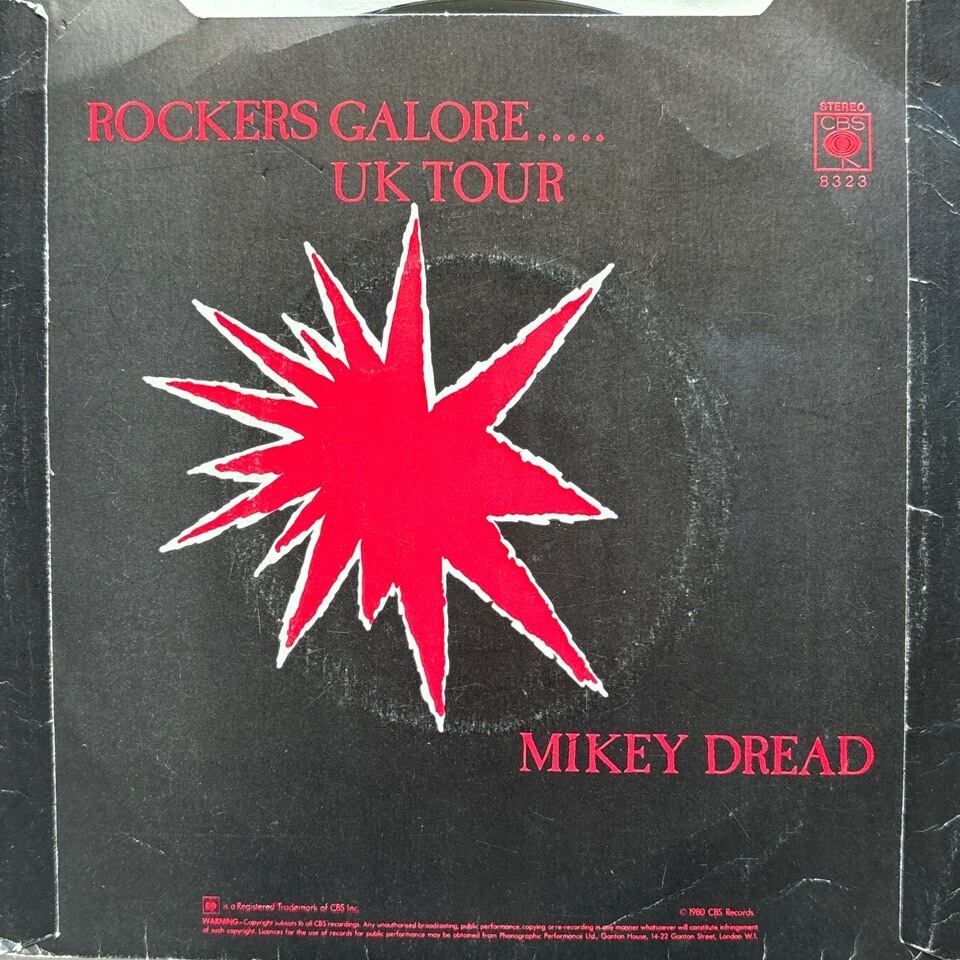 ROCKERS GALORE.....
UK TOUR
STEREO
CBS
8323
MIKEY DREAD
is a Registered Trademark of CBS Inc.
© 1980 CBS Records
WARNING–Copyright subsists in all CBS recordings. Any unauthorised broadcasting, public performance, copying or re-recording in any manner whatsoever will constitute infringement
of such copyright. Licences for the use of records for public performance may be obtained from Phonographic Performance Ltd., Ganton House, 14-22 Ganton Street, London W.1.